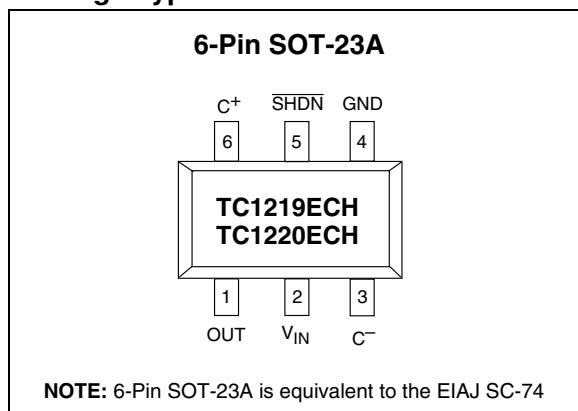 6-Pin SOT-23A
C+ SHDN GND
6 5 4
TC1219ECH
TC1220ECH
1 2 3
OUT VIN C–
NOTE: 6-Pin SOT-23A is equivalent to the EIAJ SC-74